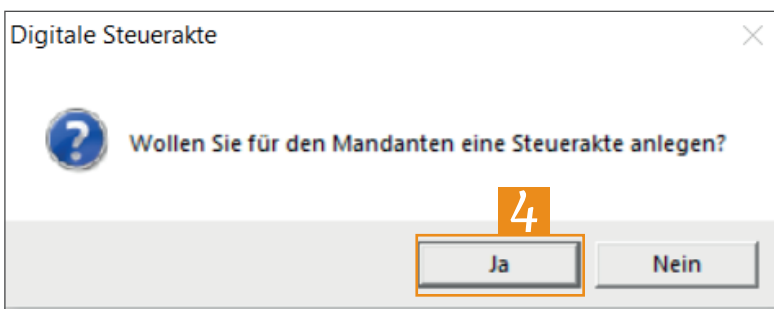 Digitale Steuerakte
Wollen Sie für den Mandanten eine Steuerakte anlegen?
4
Ja Nein